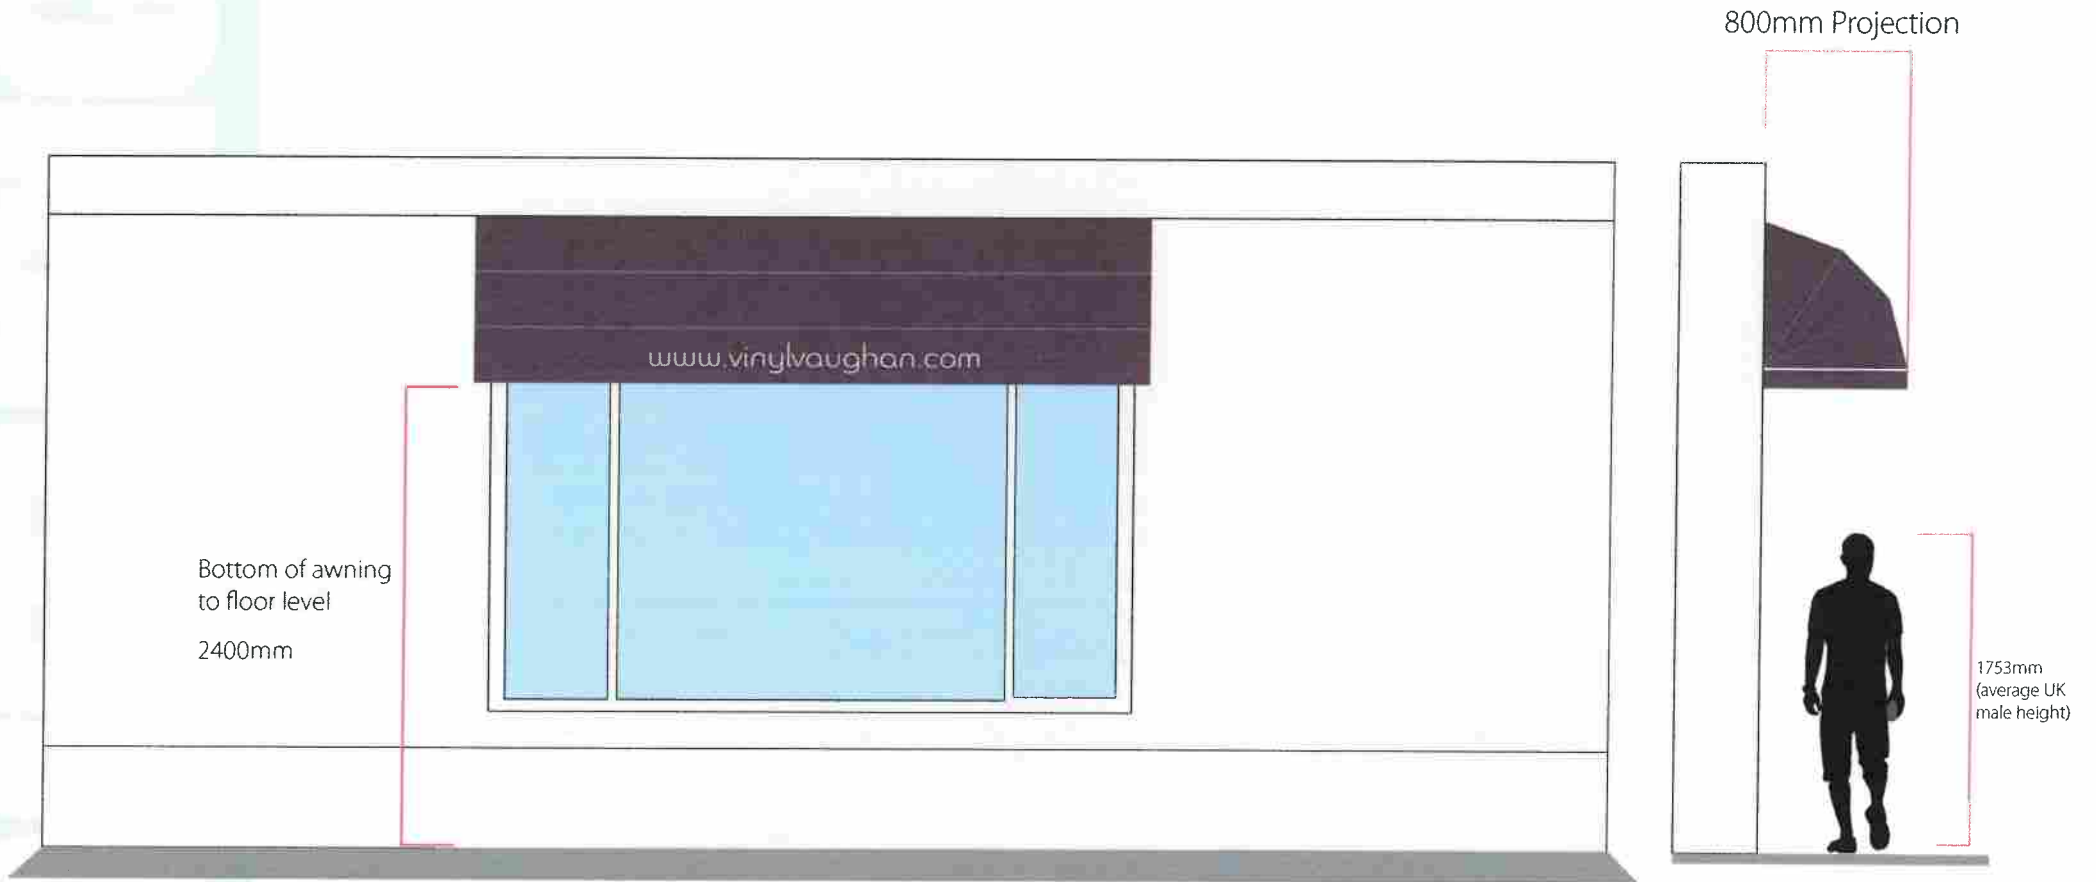 800mm Projection
www.vinylvaughan.com
Bottom of awning
to floor level
2400mm
1753mm
(average UK
male height)